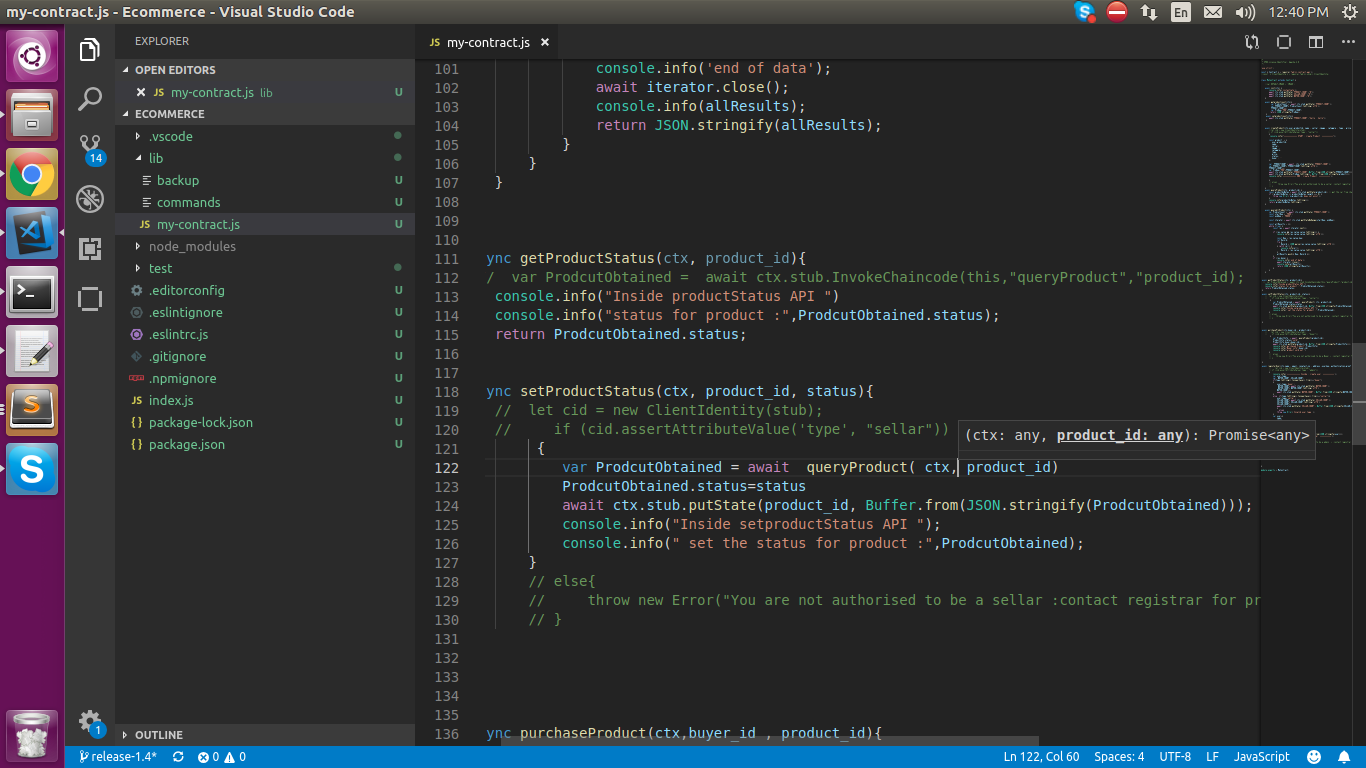 my-contract.js - Ecommerce - Visual Studio Code
En
12:40 PM
EXPLORER
OPEN EDITORS
JS my-contract.js lib U
ECOMMERCE
.vscode
lib
backup U
commands U
JS my-contract.js U
node_modules
test
.editorconfig U
.eslintignore U
.eslintrc.js U
.gitignore U
.npmignore U
JS index.js U
{} package-lock.json U
{} package.json U
OUTLINE
14
1
JS my-contract.js ×
101 console.info('end of data');
102 await iterator.close();
103 console.info(allResults);
104 return JSON.stringify(allResults);
105 }
106 }
107 }
108
109
110
111 ync getProductStatus(ctx, product_id){
112 / var ProdcutObtained = await ctx.stub.InvokeChaincode(this,"queryProduct","product_id);
113 console.info("Inside productStatus API ")
114 console.info("status for product :",ProdcutObtained.status);
115 return ProdcutObtained.status;
116
117
118 ync setProductStatus(ctx, product_id, status){
119 // let cid = new ClientIdentity(stub);
120 // if (cid.assertAttributeValue('type', "sellar"))
(ctx: any, product_id: any): Promise<any>
121 {
122 var ProdcutObtained = await queryProduct( ctx, product_id)
123 ProdcutObtained.status=status
124 await ctx.stub.putState(product_id, Buffer.from(JSON.stringify(ProdcutObtained)));
125 console.info("Inside setproductStatus API ");
126 console.info(" set the status for product :",ProdcutObtained);
127 }
128 // else{
129 // throw new Error("You are not authorised to be a sellar :contact registrar for pr
130 // }
131
132
133
134
135
136 ync purchaseProduct(ctx,buyer_id , product_id){
release-1.4* 0 0 Ln 122, Col 60 Spaces: 4 UTF-8 LF JavaScript